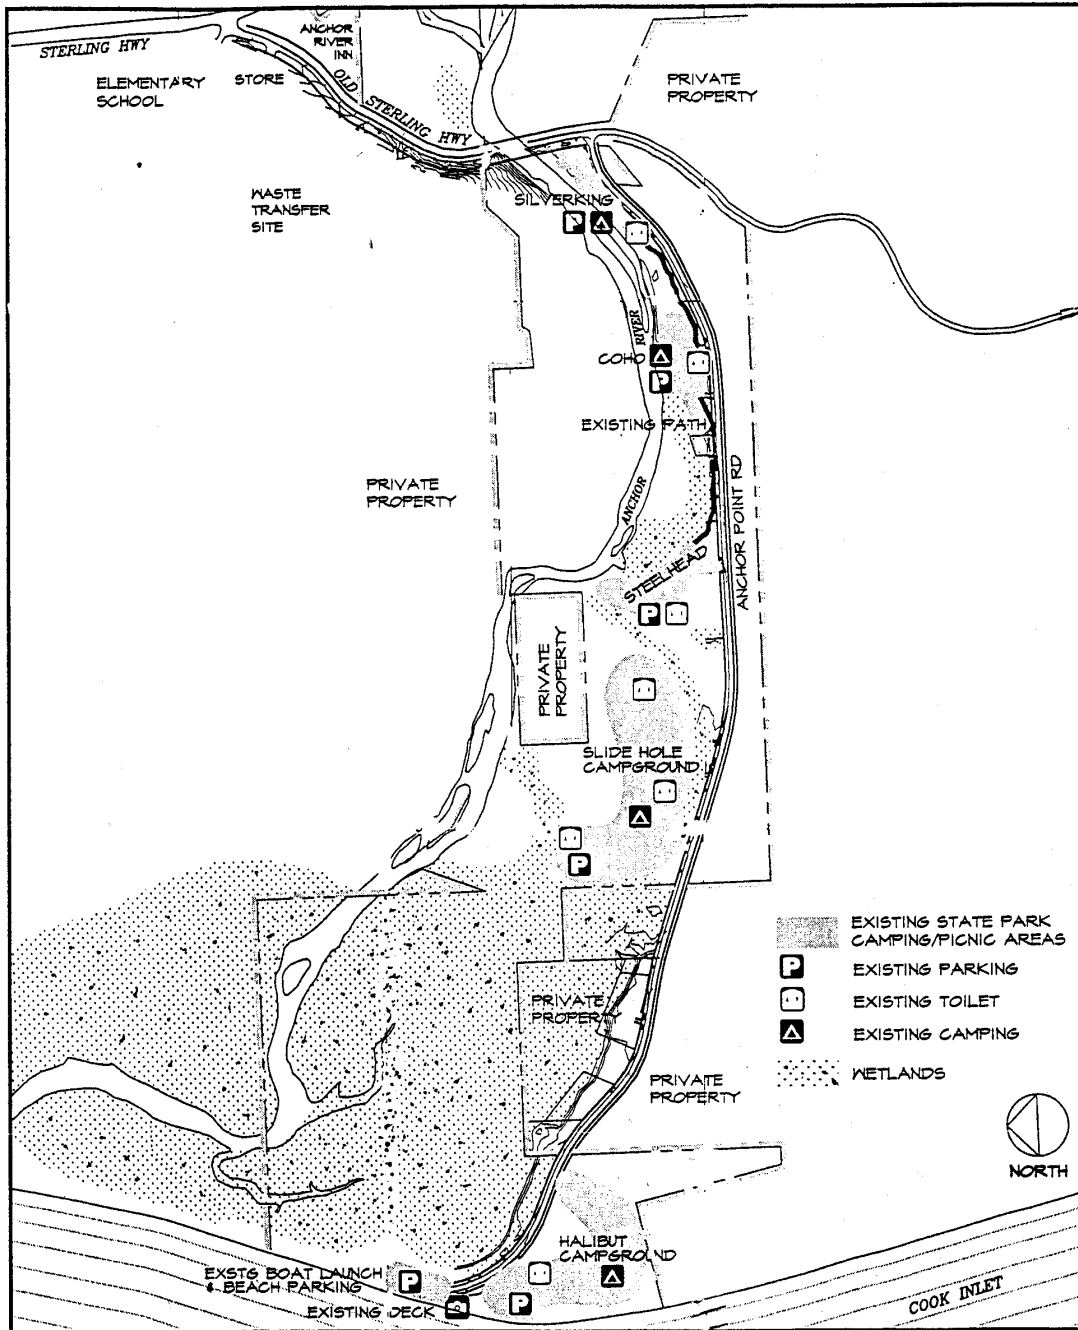 STERLING HWY
ELEMENTARY
SCHOOL
STORE
ANCHOR
RIVER
INN
OLD STERLING HWY
PRIVATE
PROPERTY
WASTE
TRANSFER
SITE
SILVERKING
P
RIVER
COHO
P
EXISTING PATH
PRIVATE
PROPERTY
ANCHOR
ANCHOR POINT RD
STEELHEAD
P
PRIVATE
PROPERTY
SLIDE HOLE
CAMPGROUND
P
EXISTING STATE PARK
CAMPING/PICNIC AREAS
P EXISTING PARKING
EXISTING TOILET
EXISTING CAMPING
WETLANDS
PRIVATE
PROPERT
PRIVATE
PROPERTY
NORTH
HALIBUT
CAMPGROUND
EXSTG BOAT LAUNCH
& BEACH PARKING
P
EXISTING DECK
P
COOK INLET